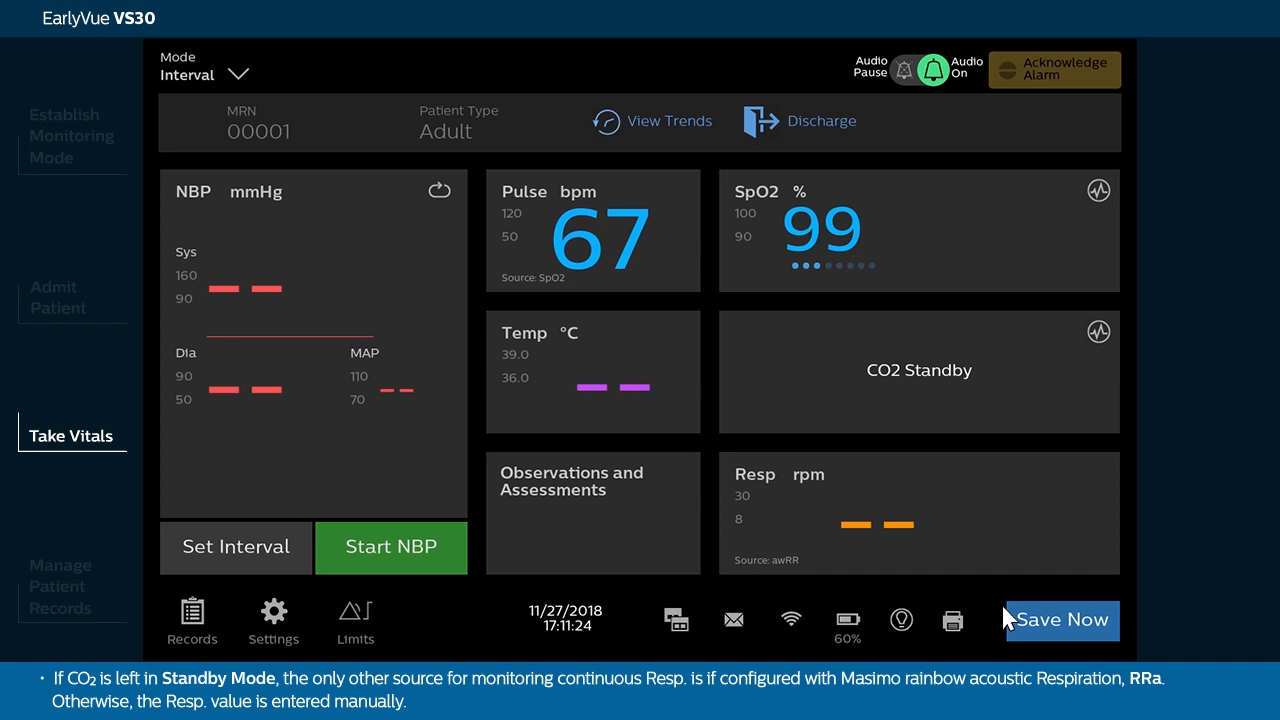 EarlyVue VS30
Mode
Interval
Audio
Pause
Audio
On
Acknowledge
Alarm
MRN
00001
Patient Type
Adult
View Trends
Discharge
Establish
Monitoring
Mode
Admit
Patient
Take Vitals
Manage
Patient
Records
NBP mmHg
Sys
160
90
Dia
90
50
MAP
110
70
Set Interval
Start NBP
Pulse bpm
120
50
67
Source: SpO2
SpO2 %
100
90
99
Temp °C
39.0
36.0
CO2 Standby
Observations and
Assessments
Resp rpm
30
8
Source: awRR
Records
Settings
Limits
11/27/2018
17:11:24
60%
Save Now
· If CO₂ is left in Standby Mode, the only other source for monitoring continuous Resp. is if configured with Masimo rainbow acoustic Respiration, RRa.
Otherwise, the Resp. value is entered manually.